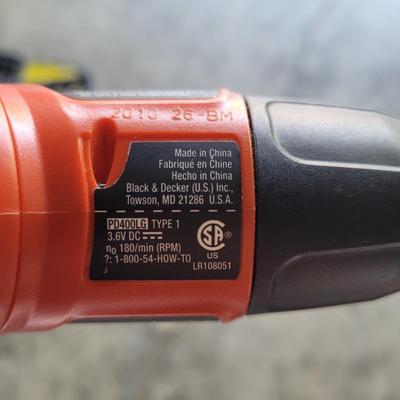 2010 26-BM
Made in China
Fabriqué en Chine
Hecho in China
Black & Decker (U.S.) Inc.,
Towson, MD 21286 U.S.A.
PD400LG TYPE 1
3.6V DC
n₀ 180/min (RPM)
?: 1-800-54-HOW-TO
J
SA
US
LR108051